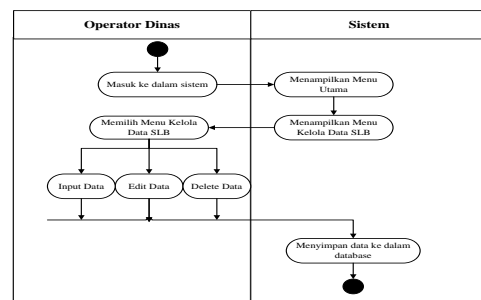 Operator Dinas
Sistem
Masuk ke dalam sistem
Menampilkan Menu
Utama
Memilih Menu Kelola
Data SLB
Menampilkan Menu
Kelola Data SLB
Input Data
Edit Data
Delete Data
Menyimpan data ke dalam
database